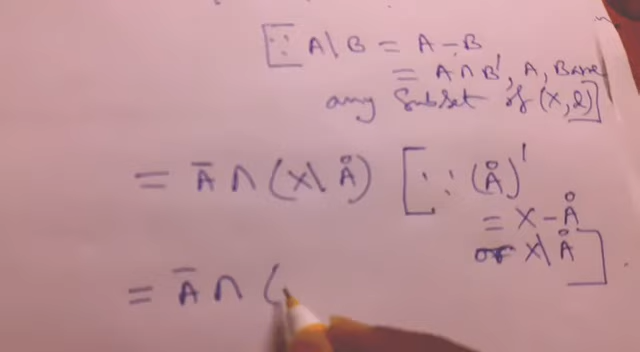 [∵ A\B = A - B
= A ∩ B', A, B are
any subset of (X, τ)]
= Ā ∩ (X\Å) [∵ (Å)'
= X - Å
or X\Å]
= Ā ∩ (